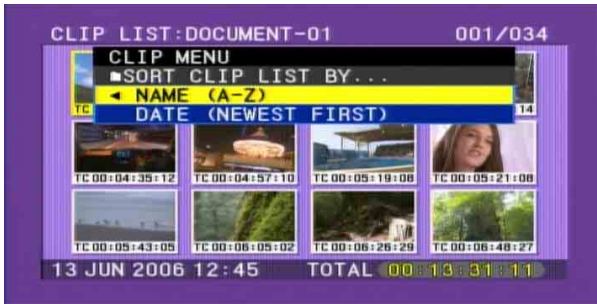 CLIP LIST:DOCUMENT-01 001/034
CLIP MENU
SORT CLIP LIST BY...
◄ NAME (A-Z)
DATE (NEWEST FIRST)
TC 14
TC 00:04:35:12 TC 00:04:57:10 TC 00:05:19:08 TC 00:05:21:08
TC 00:05:43:05 TC 00:06:05:02 TC 00:06:26:29 TC 00:06:48:27
13 JUN 2006 12:45 TOTAL 00:13:31:11